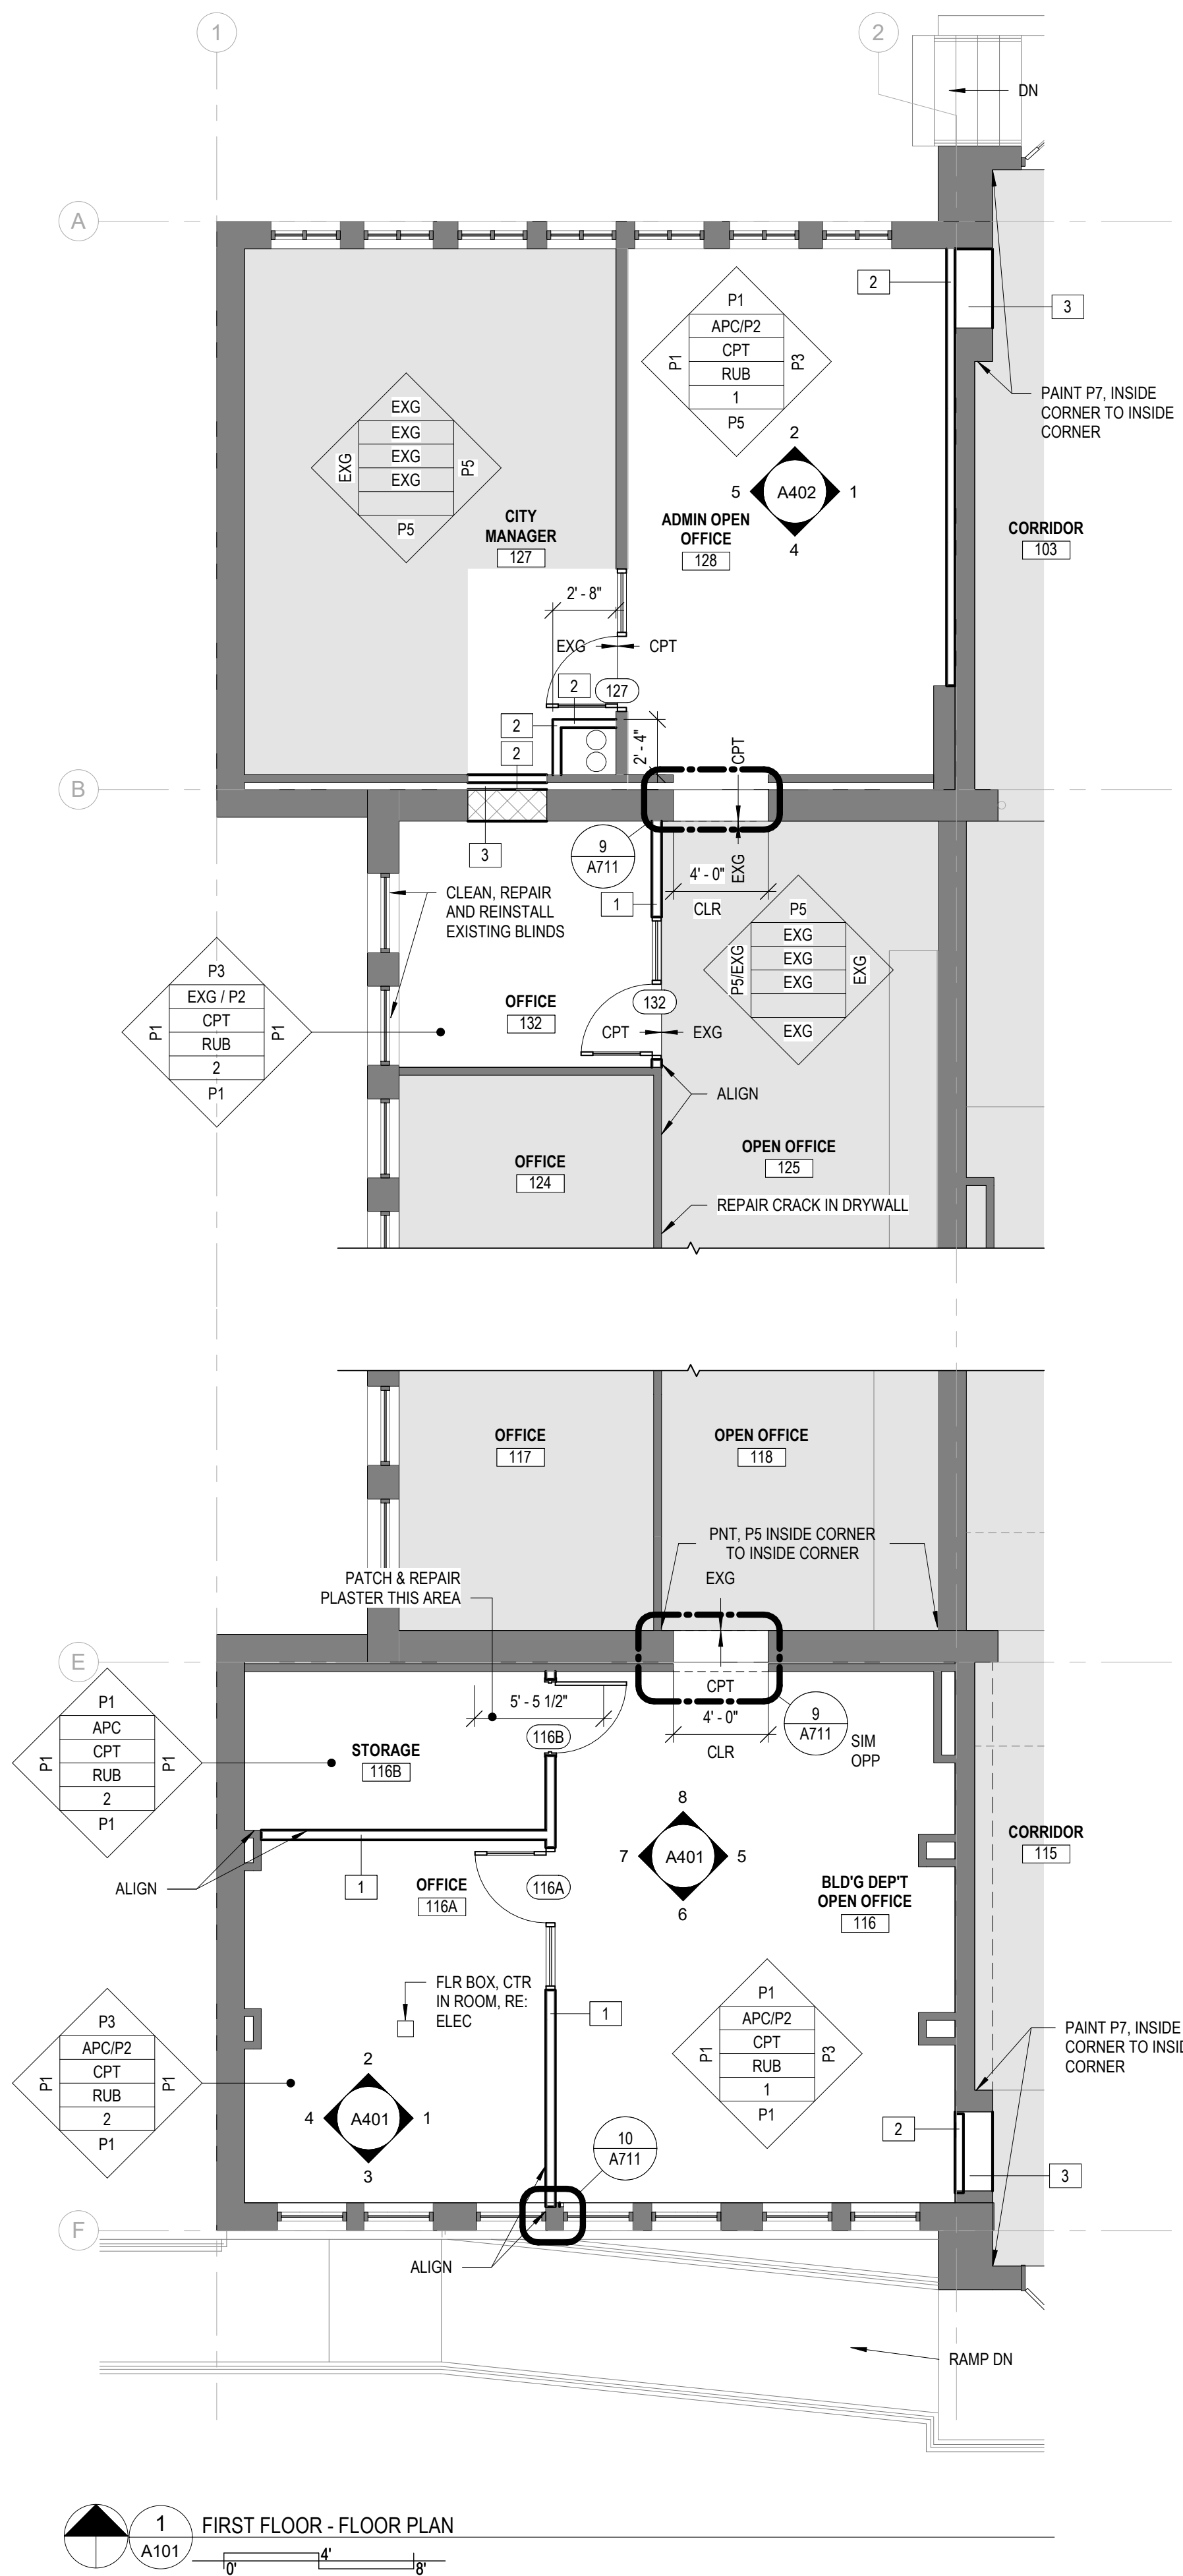 1
2
DN
A
2
3
P1
APC/P2
CPT
RUB
1
P5
P1
P3
PAINT P7, INSIDE
CORNER TO INSIDE
CORNER
EXG
EXG
EXG
EXG
P5
EXG
P5
2
5
A402
1
4
CITY
MANAGER
127
ADMIN OPEN
OFFICE
128
CORRIDOR
103
2' - 8"
EXG
CPT
2
127
2
2
2' - 4"
CPT
B
3
9
A711
EXG
4' - 0"
CLR
1
CLEAN, REPAIR
AND REINSTALL
EXISTING BLINDS
P5
EXG
EXG
EXG
EXG
P5/EXG
EXG
P3
EXG / P2
CPT
RUB
2
P1
P1
P1
OFFICE
132
132
CPT
EXG
ALIGN
OFFICE
124
OPEN OFFICE
125
REPAIR CRACK IN DRYWALL
OFFICE
117
OPEN OFFICE
118
PNT, P5 INSIDE CORNER
TO INSIDE CORNER
PATCH & REPAIR
PLASTER THIS AREA
EXG
E
CPT
5' - 5 1/2"
4' - 0"
CLR
9
A711
SIM
OPP
116B
P1
APC
CPT
RUB
2
P1
P1
P1
STORAGE
116B
8
7
A401
5
6
CORRIDOR
115
ALIGN
1
OFFICE
116A
116A
BLD'G DEP'T
OPEN OFFICE
116
FLR BOX, CTR
IN ROOM, RE:
ELEC
1
P1
APC/P2
CPT
RUB
1
P1
P1
P3
PAINT P7, INSIDE
CORNER TO INSI
CORNER
P3
APC/P2
CPT
RUB
2
P1
P1
P1
2
4
A401
1
3
10
A711
2
3
F
ALIGN
RAMP DN
1
A101
FIRST FLOOR - FLOOR PLAN
0'
4'
8'